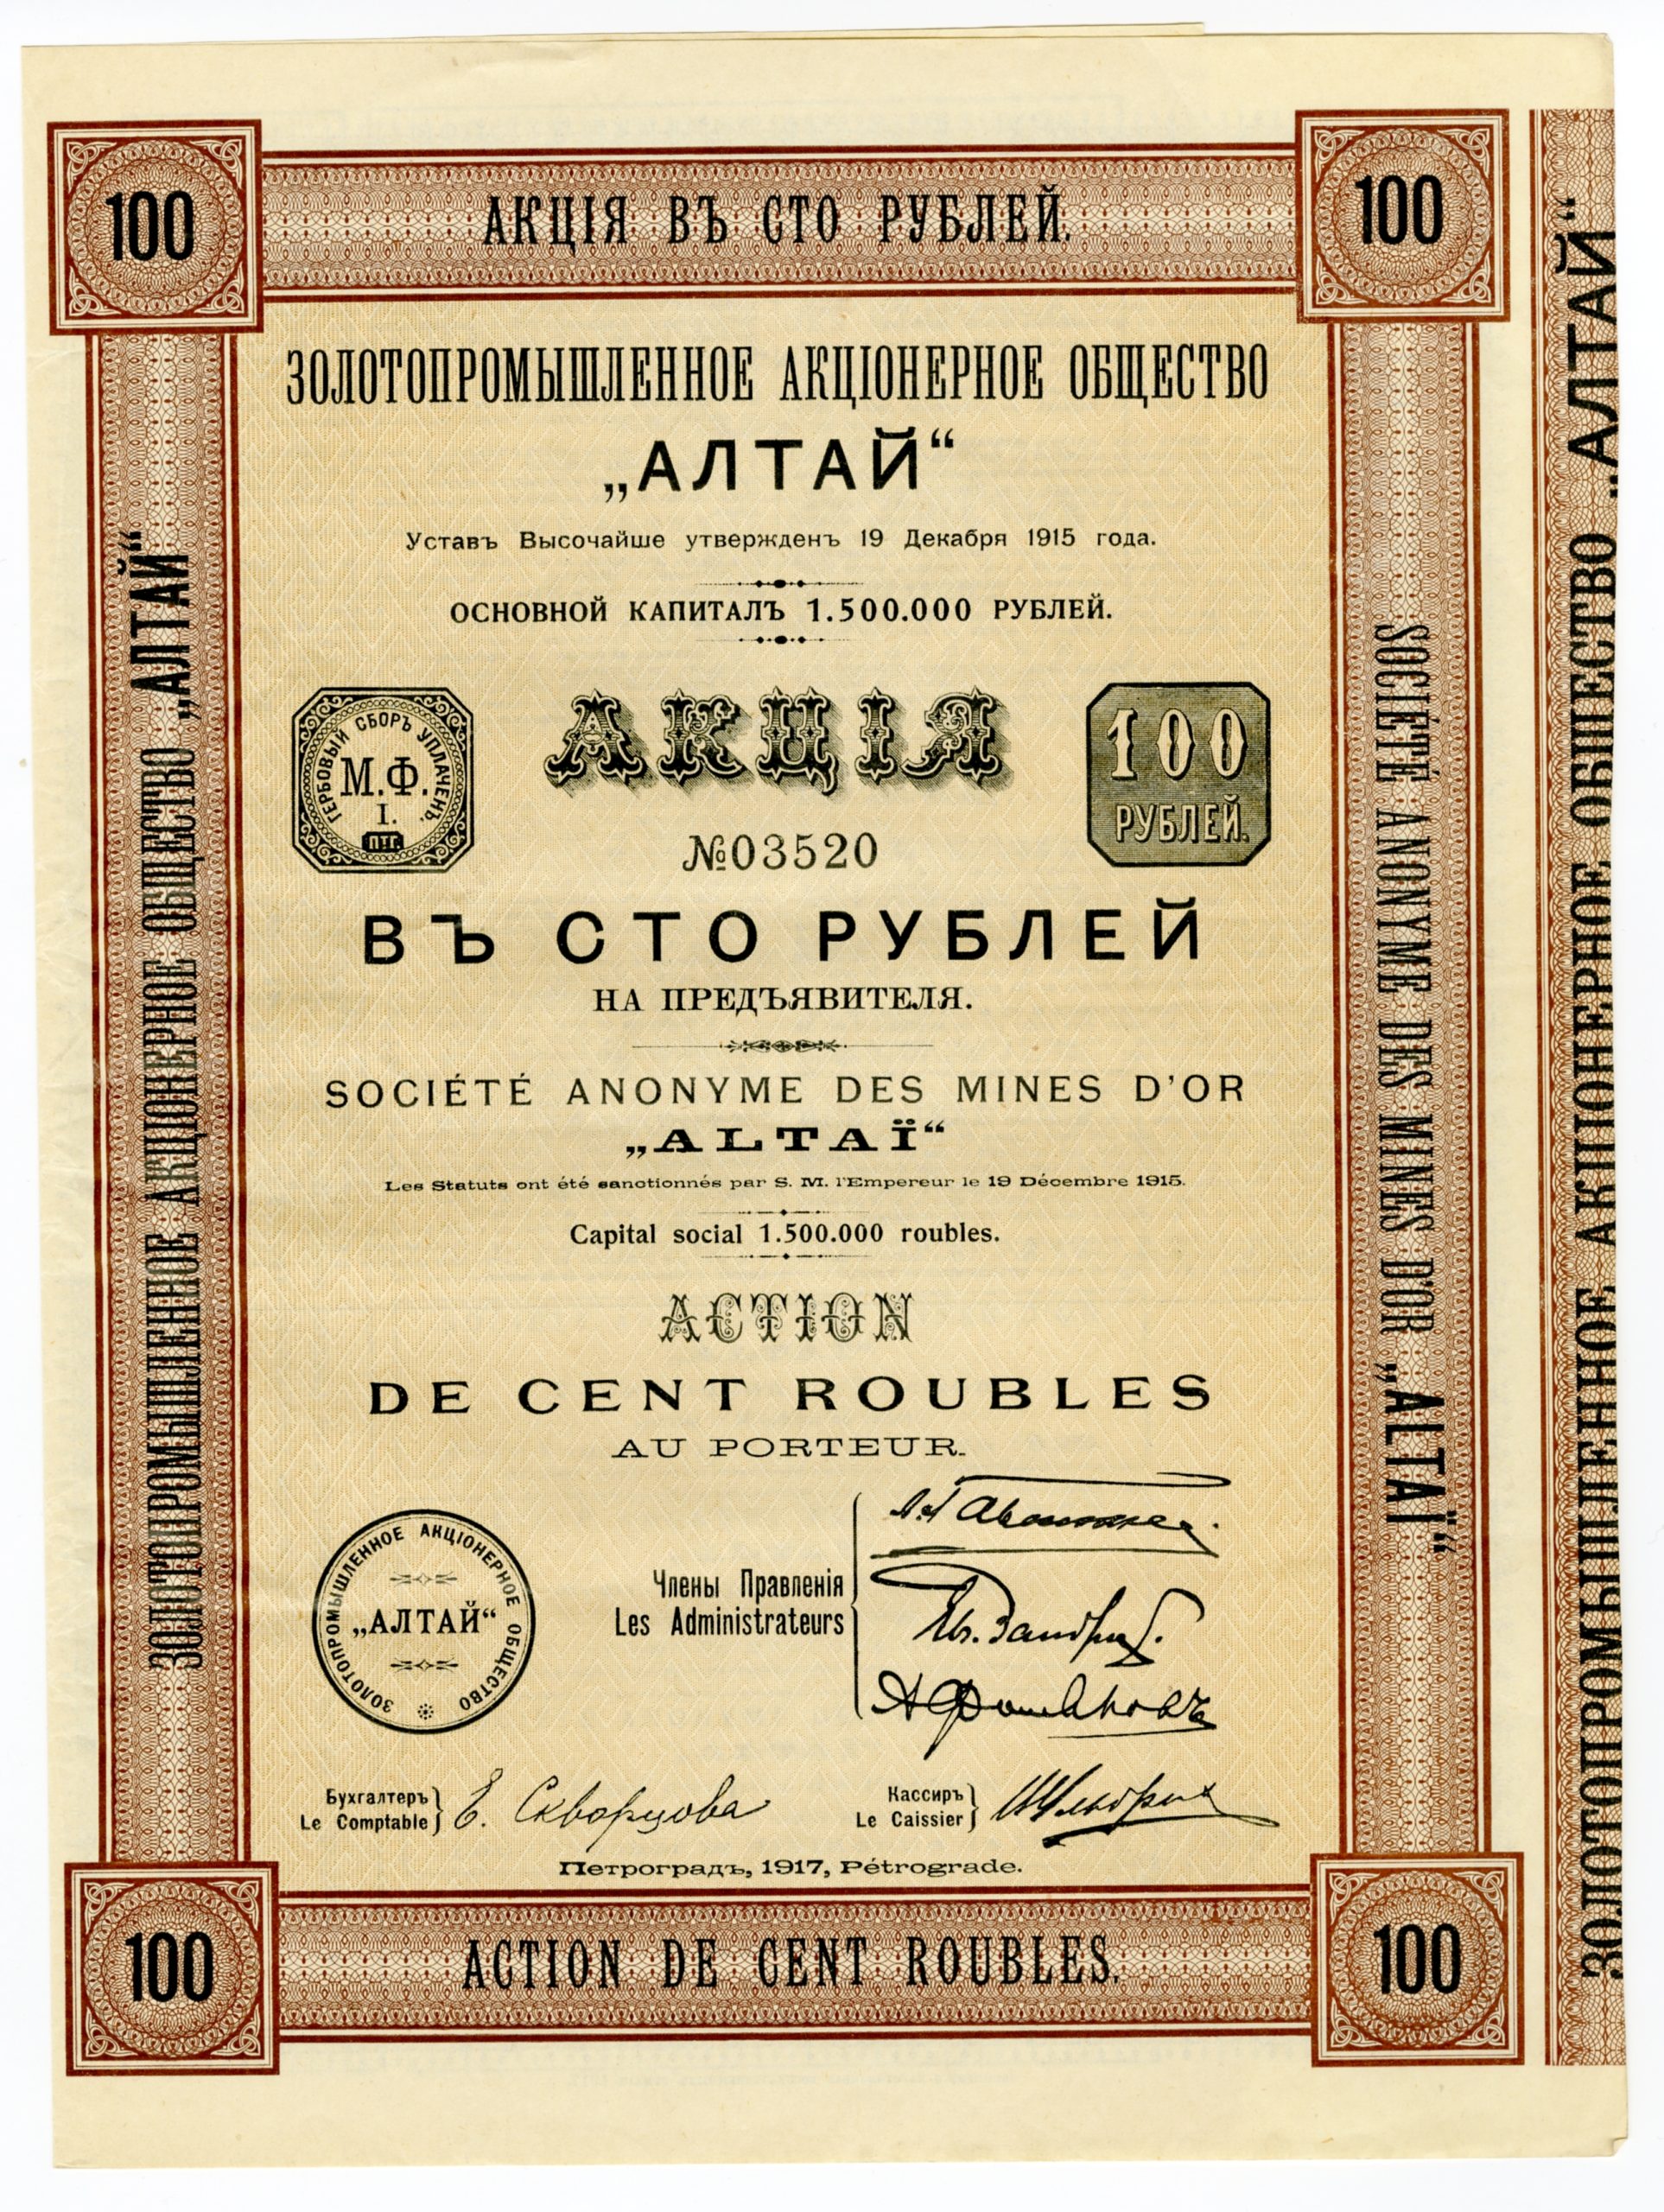 100
АКЦІЯ ВЪ СТО РУБЛЕЙ.
100
ЗОЛОТОПРОМЫШЛЕННОЕ АКЦІОНЕРНОЕ ОБЩЕСТВО
„АЛТАЙ“
Уставъ Высочайше утвержденъ 19 Декабря 1915 года.
ОСНОВНОЙ КАПИТАЛЪ 1.500.000 РУБЛЕЙ.
ГЕРБОВЫЙ СБОРЪ УПЛАЧЕНЪ.
М.Ф.
I.
ПТГ.
АКЦІЯ
100
РУБЛЕЙ.
№03520
ВЪ СТО РУБЛЕЙ
НА ПРЕДЪЯВИТЕЛЯ.
SOCIÉTÉ ANONYME DES MINES D'OR
„ALTAÏ“
Les Statuts ont été sanctionnés par S. M. l'Empereur le 19 Décembre 1915.
Capital social 1.500.000 roubles.
ACTION
DE CENT ROUBLES
AU PORTEUR.
ЗОЛОТОПРОМЫШЛЕННОЕ АКЦІОНЕРНОЕ ОБЩЕСТВО
„АЛТАЙ“
Члены Правленія
Les Administrateurs
Бухгалтеръ
Le Comptable
Е. Скворцова
Кассиръ
Le Caissier
Петроградъ, 1917, Pétrograde.
100
ACTION DE CENT ROUBLES.
100
ЗОЛОТОПРОМЫШЛЕННОЕ АКЦІОНЕРНОЕ ОБЩЕСТВО „АЛТАЙ“
SOCIÉTÉ ANONYME DES MINES D'OR „ALTAÏ“
ЗОЛОТОПРОМЫШЛЕННОЕ АКЦІОНЕРНОЕ ОБЩЕСТВО „АЛТАЙ“